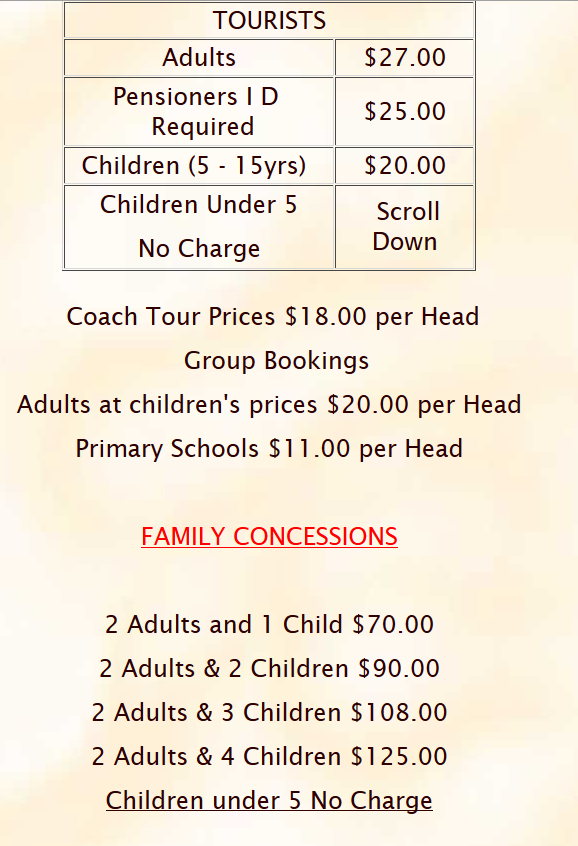 TOURISTS
Adults $27.00
Pensioners I D
Required
$25.00
Children (5 - 15yrs) $20.00
Children Under 5
No Charge
Scroll
Down
Coach Tour Prices $18.00 per Head
Group Bookings
Adults at children's prices $20.00 per Head
Primary Schools $11.00 per Head
FAMILY CONCESSIONS
2 Adults and 1 Child $70.00
2 Adults & 2 Children $90.00
2 Adults & 3 Children $108.00
2 Adults & 4 Children $125.00
Children under 5 No Charge